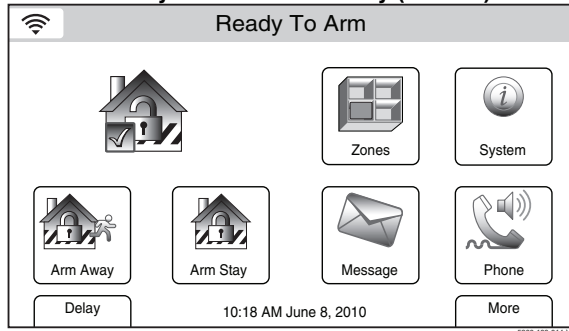 Ready To Arm
Zones
System
Arm Away
Arm Stay
Message
Phone
Delay
10:18 AM June 8, 2010
More